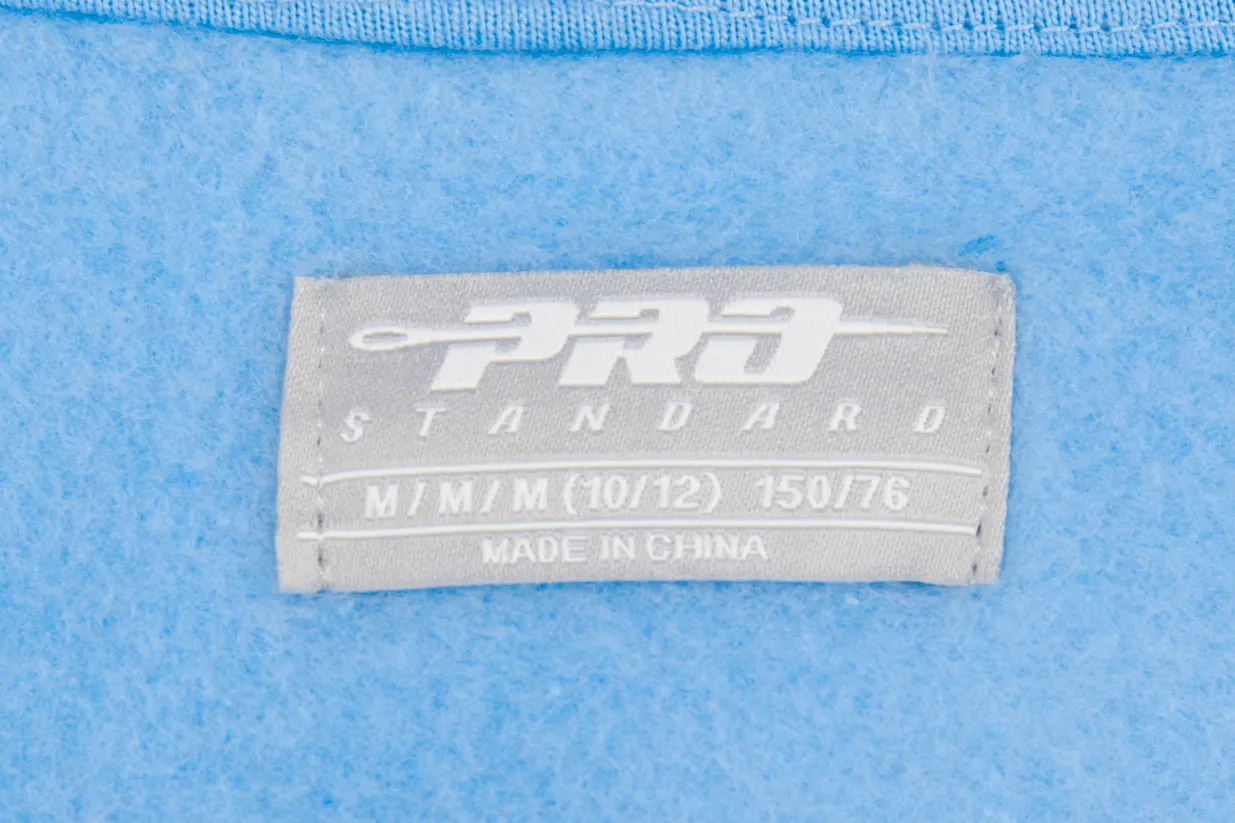 PRO
STANDARD
M/M/M (10/12) 150/76
MADE IN CHINA